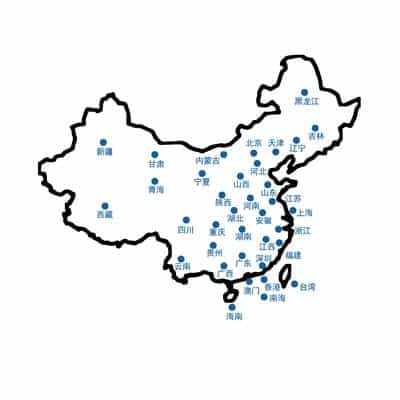 黑龙江
吉林
辽宁
北京
天津
新疆
甘肃
内蒙古
河北
宁夏
山西
青海
山东
陕西
河南
江苏
西藏
湖北
安徽
上海
四川
重庆
湖南
浙江
江西
贵州
福建
广东
深圳
云南
广西
澳门
香港
台湾
南海
海南